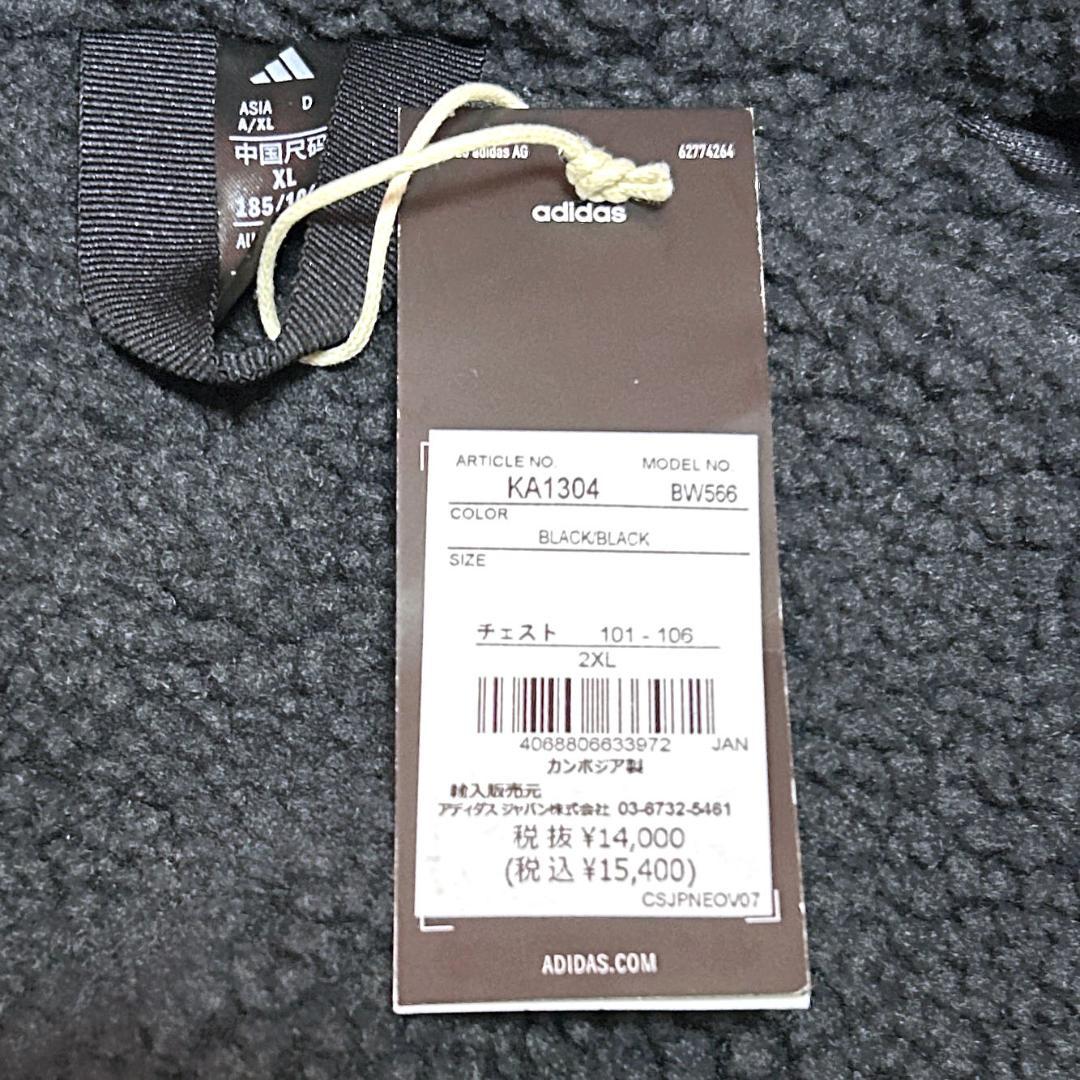 ASIA D
A/XL
中国尺码
XL
185/10
adidas AG
62774264
adidas
ARTICLE NO. MODEL NO.
KA1304 BW566
COLOR
BLACK/BLACK
SIZE
チェスト 101 - 106
2XL
4068806633972 JAN
カンボジア製
輸入販売元
アディダス ジャパン株式会社 03-6732-5461
税抜 ¥14,000
(税込 ¥15,400)
CSJPNEOV07
ADIDAS.COM